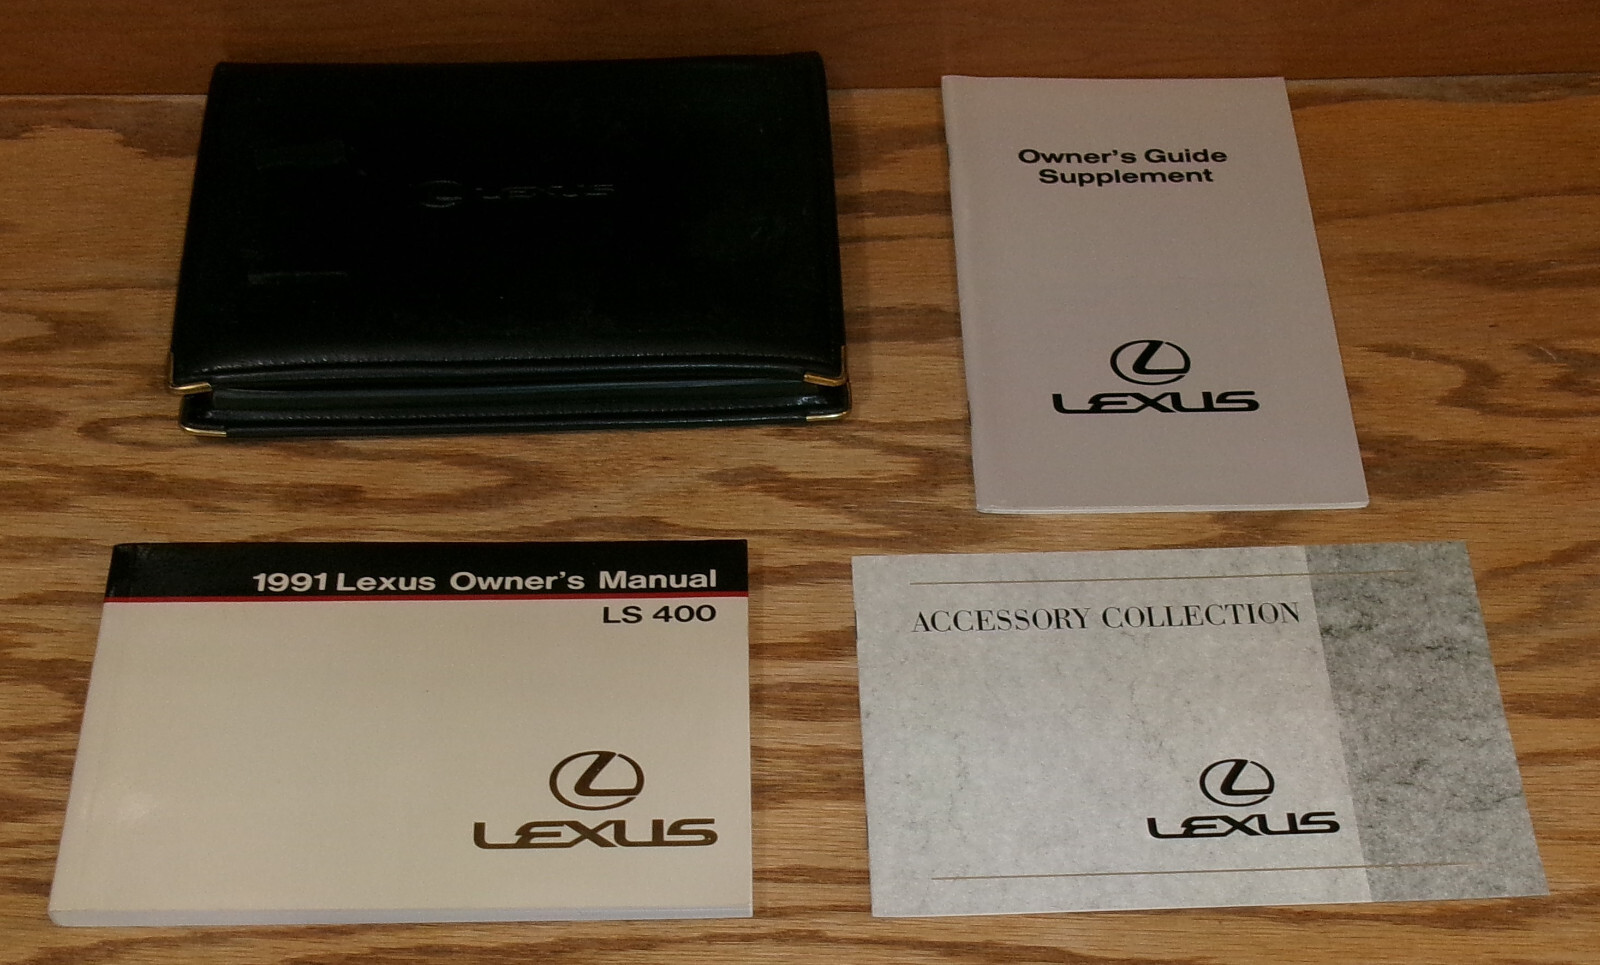 LEXUS
Owner's Guide
Supplement
LEXUS
1991 Lexus Owner's Manual
LS 400
LEXUS
ACCESSORY COLLECTION
LEXUS